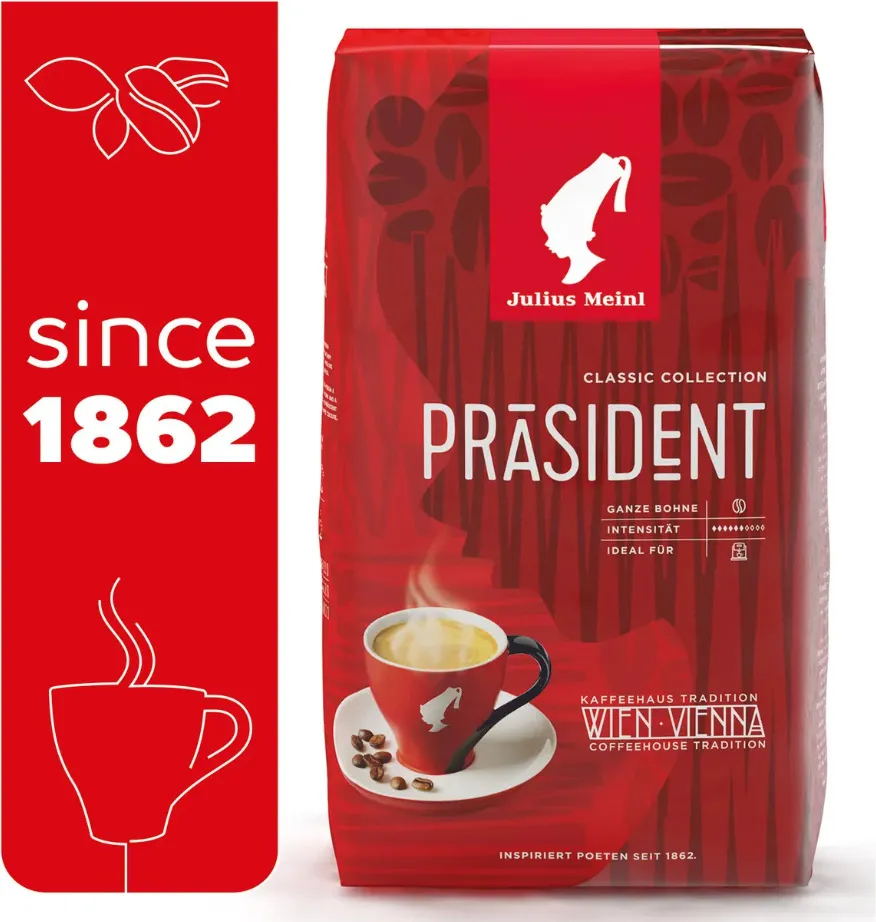 since
1862
Julius Meinl
CLASSIC COLLECTION
PRÄSIDENT
GANZE BOHNE
INTENSITÄT
IDEAL FÜR
KAFFEEHAUS TRADITION
WIEN · VIENNA
COFFEEHOUSE TRADITION
INSPIRIERT POETEN SEIT 1862.